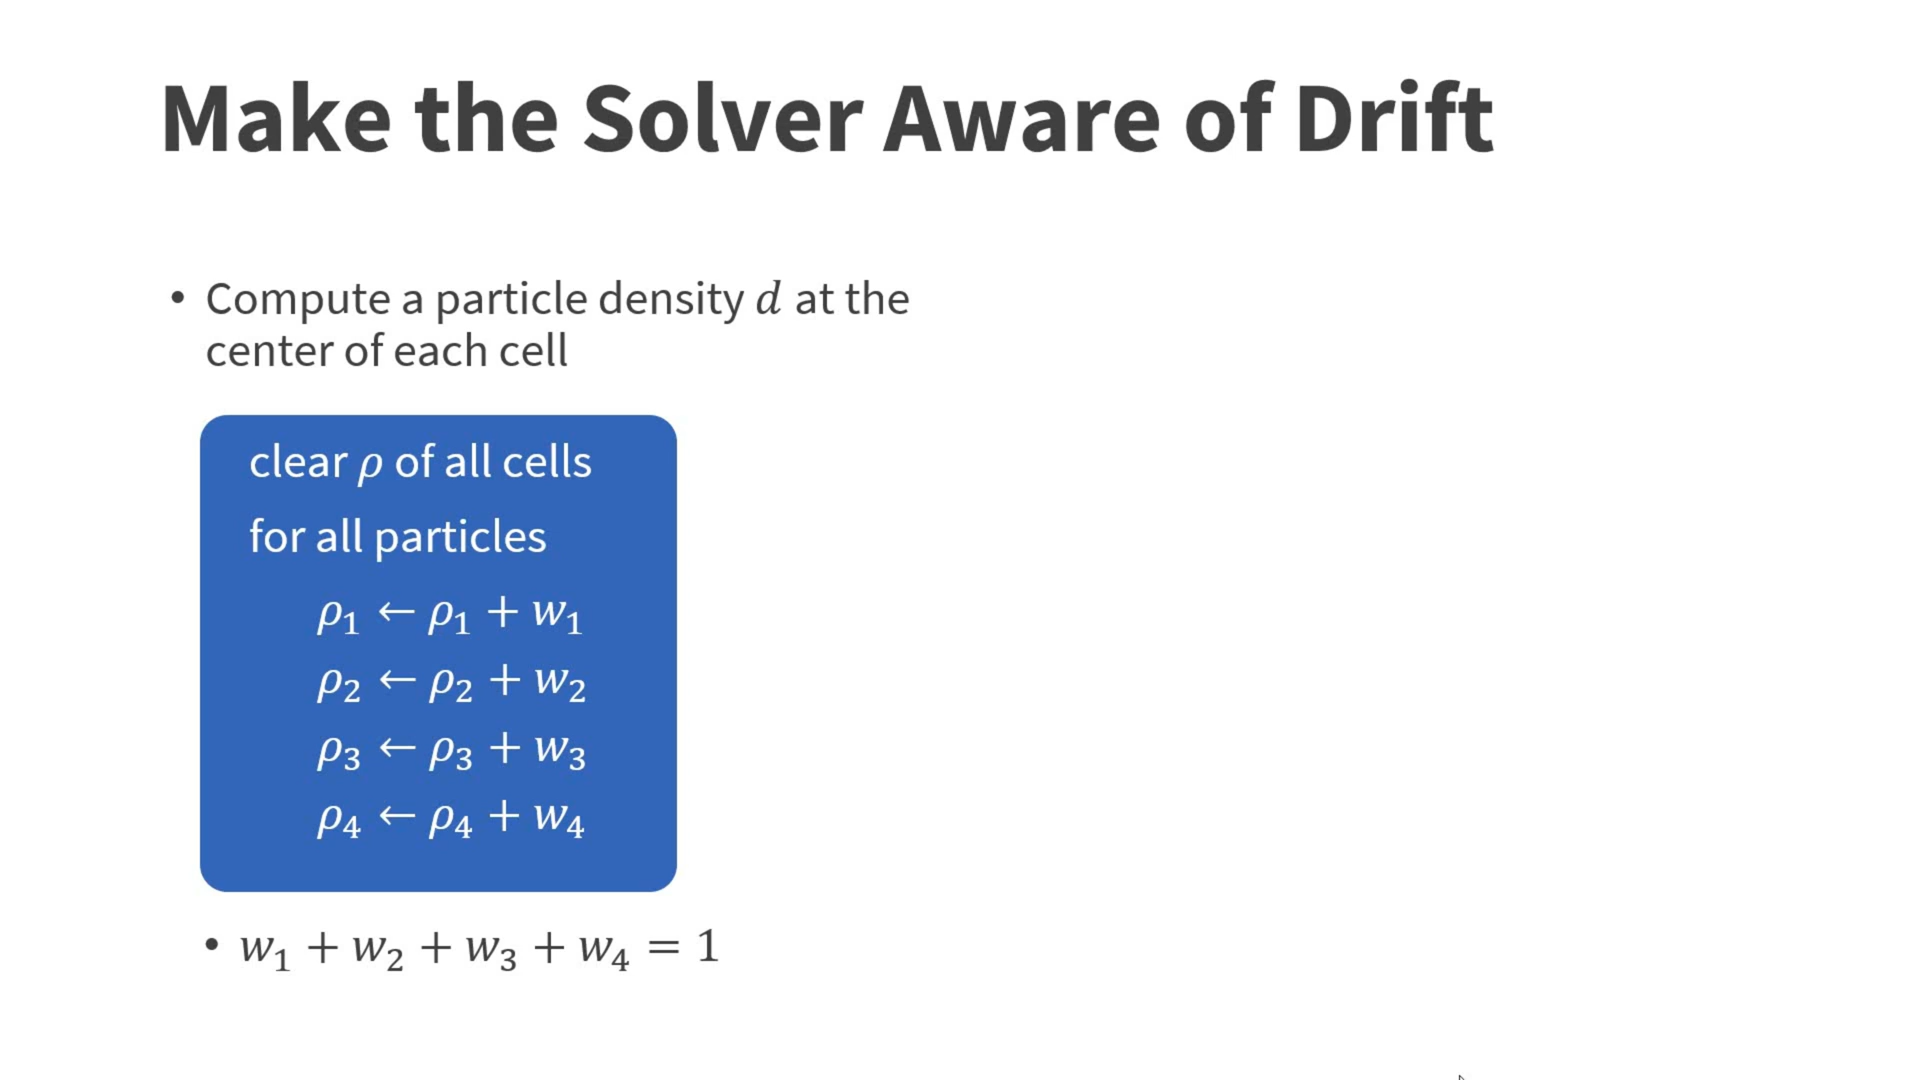 Make the Solver Aware of Drift
• Compute a particle density d at the
center of each cell
clear ρ of all cells
for all particles
ρ₁ ← ρ₁ + w₁
ρ₂ ← ρ₂ + w₂
ρ₃ ← ρ₃ + w₃
ρ₄ ← ρ₄ + w₄
• w₁ + w₂ + w₃ + w₄ = 1